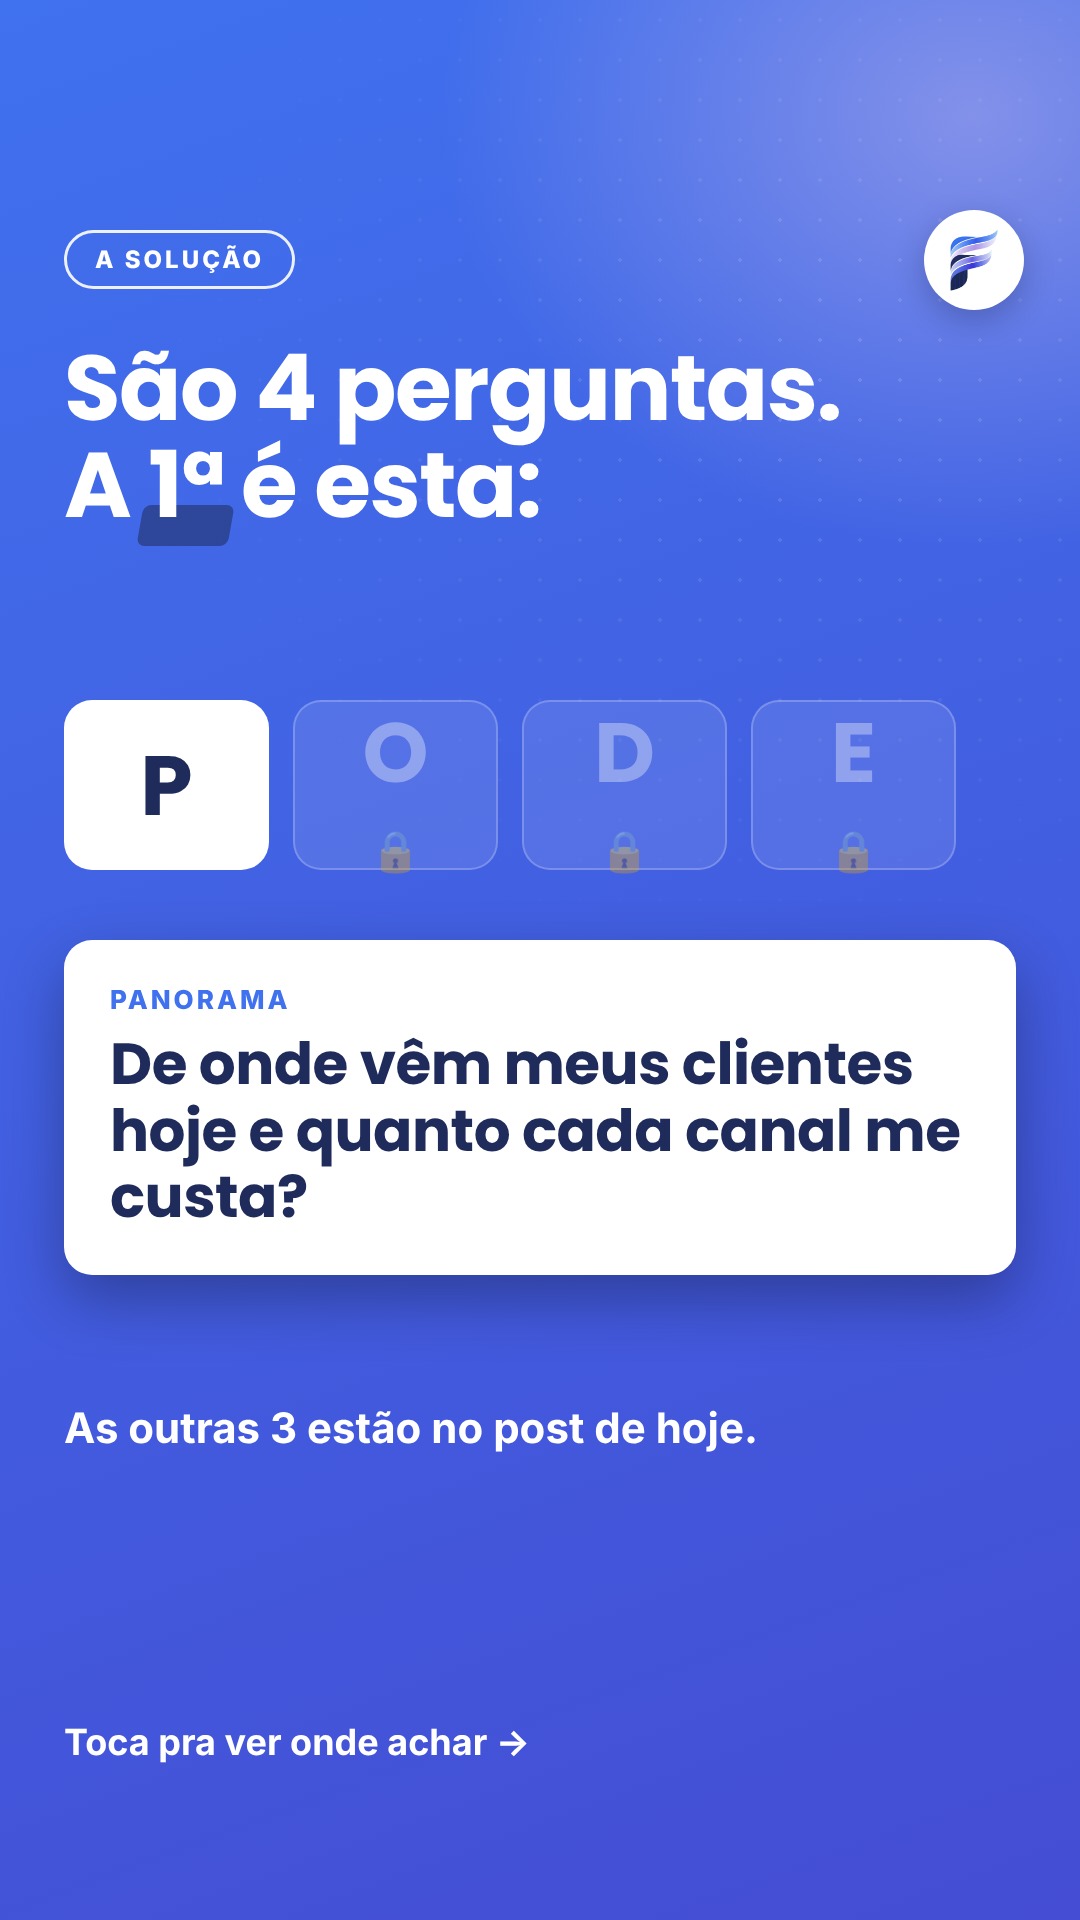 A SOLUÇÃO
São 4 perguntas.
A 1ª é esta:
P O D E
PANORAMA
De onde vêm meus clientes
hoje e quanto cada canal me
custa?
As outras 3 estão no post de hoje.
Toca pra ver onde achar →